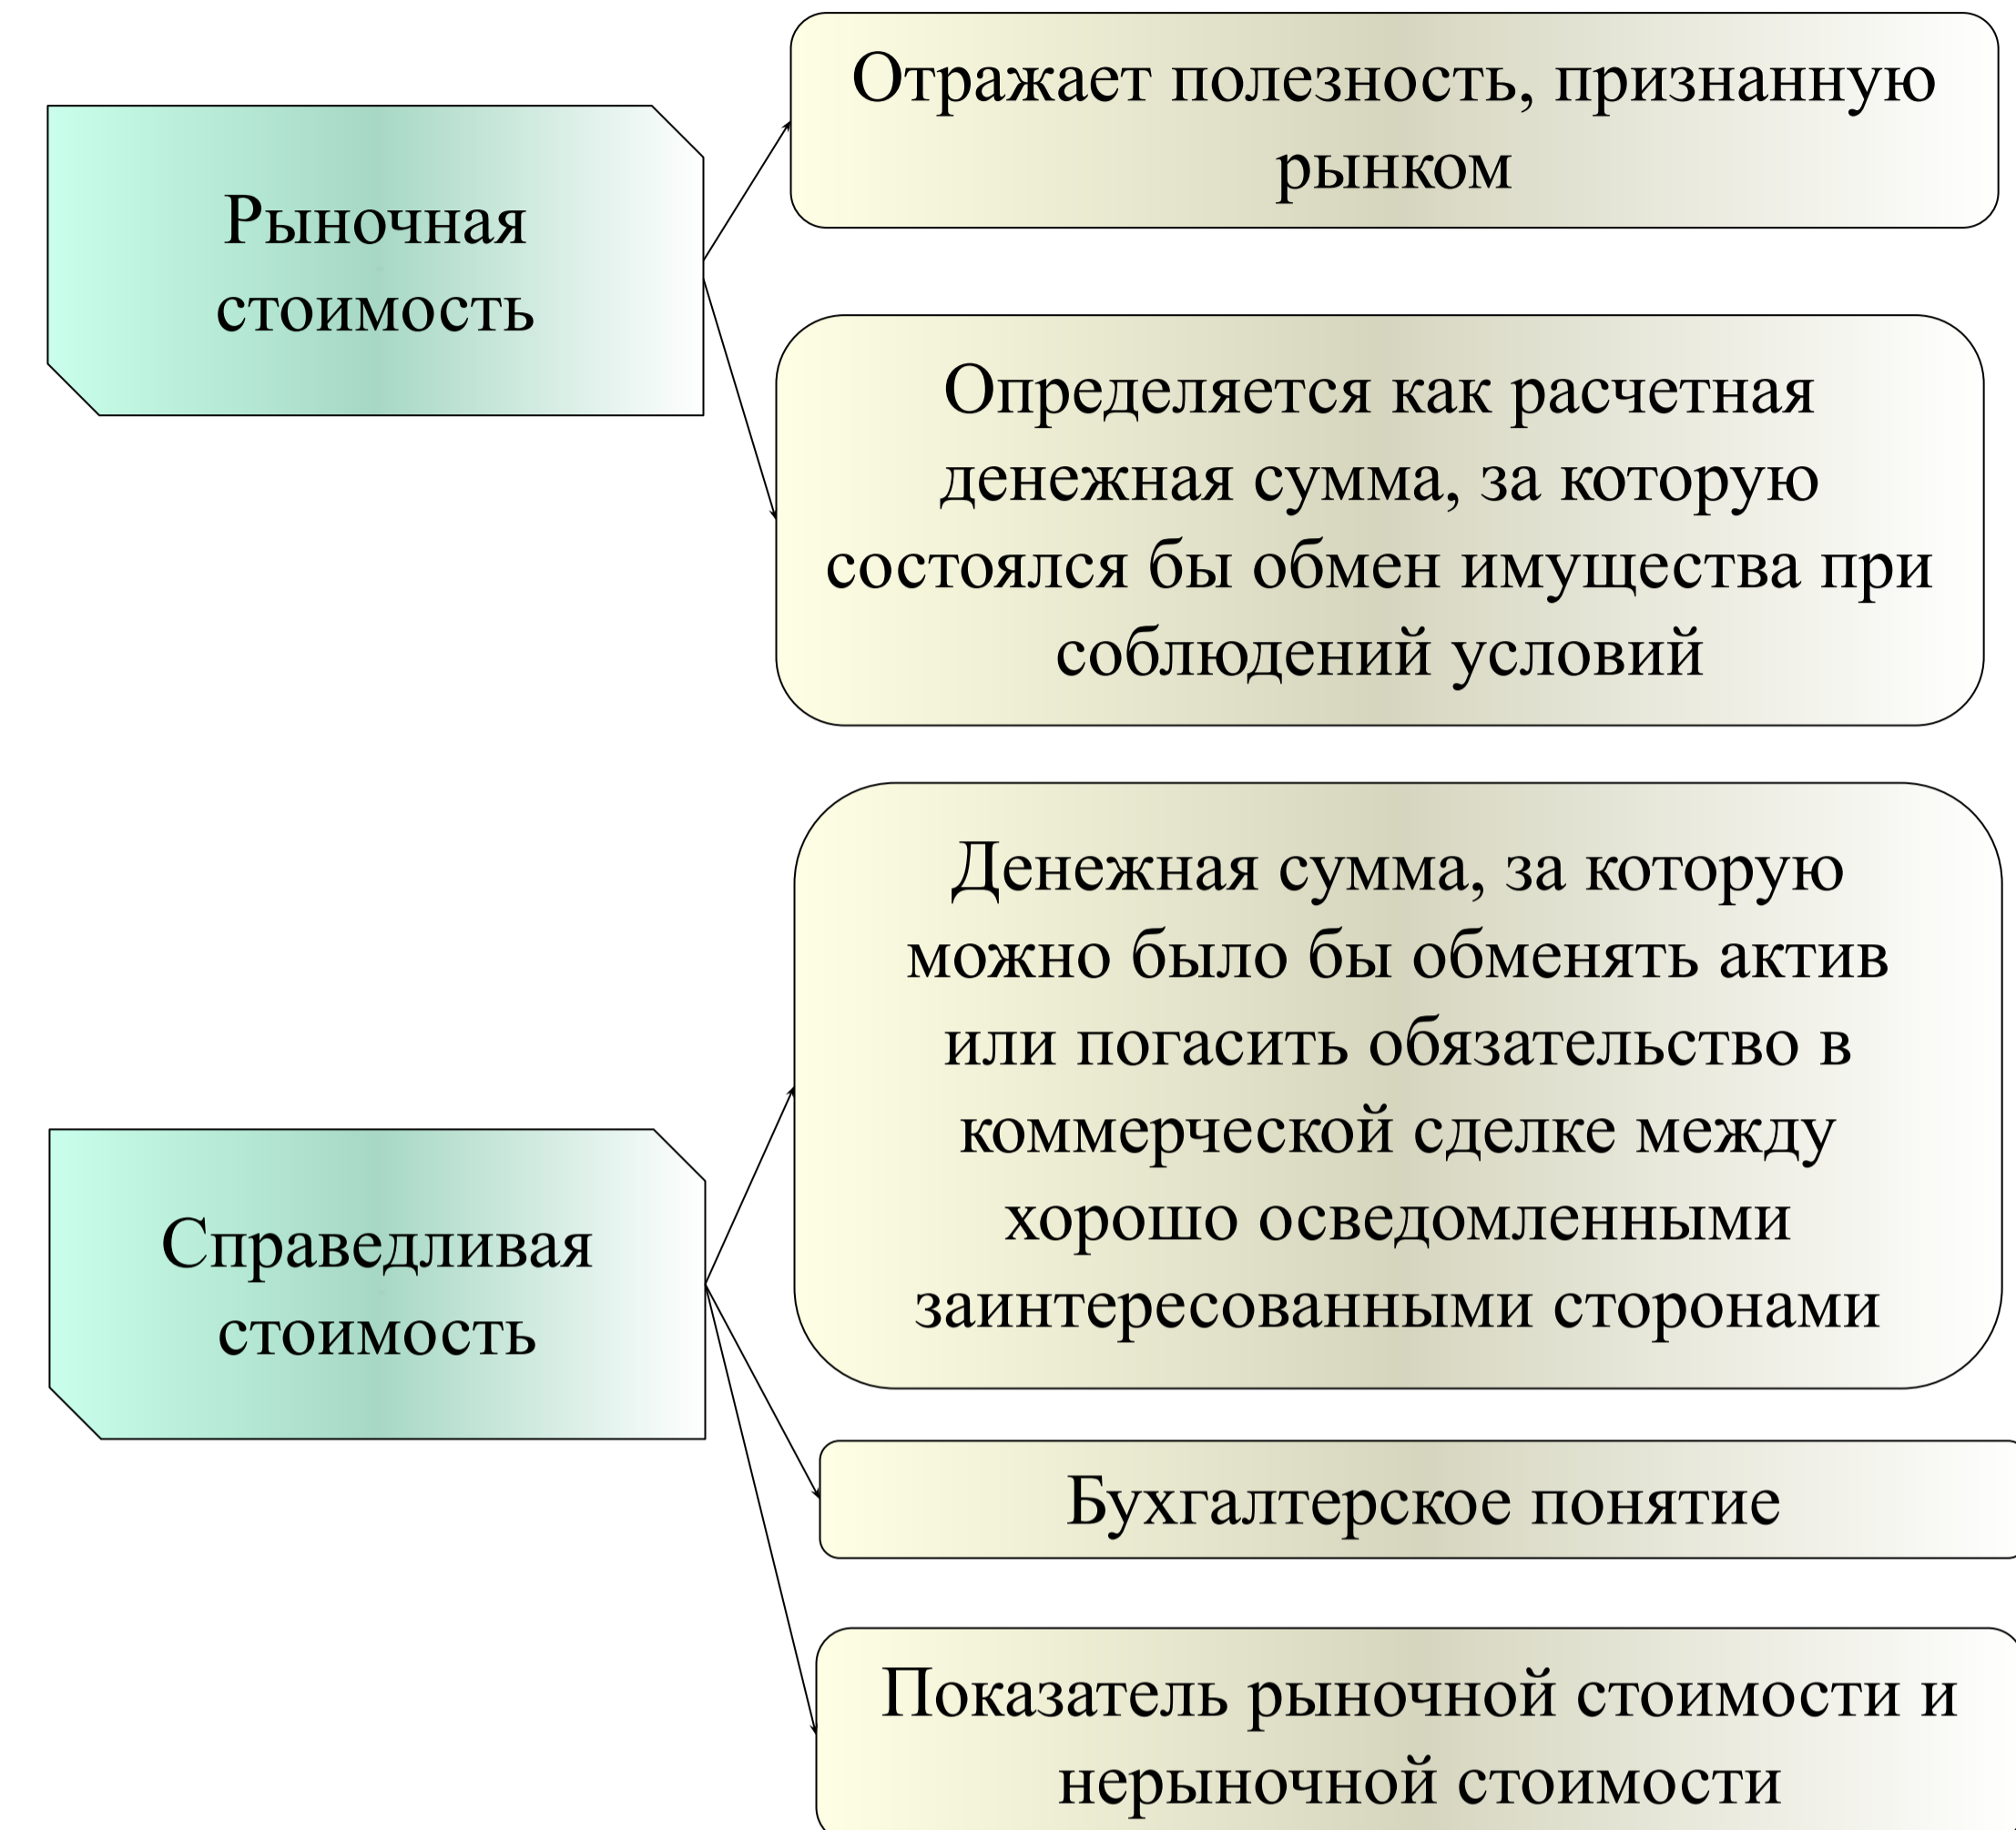 Рыночная
стоимость
Отражает полезность, признанную
рынком
Определяется как расчетная
денежная сумма, за которую
состоялся бы обмен имущества при
соблюдений условий
Справедливая
стоимость
Денежная сумма, за которую
можно было бы обменять актив
или погасить обязательство в
коммерческой сделке между
хорошо осведомленными
заинтересованными сторонами
Бухгалтерское понятие
Показатель рыночной стоимости и
нерыночной стоимости